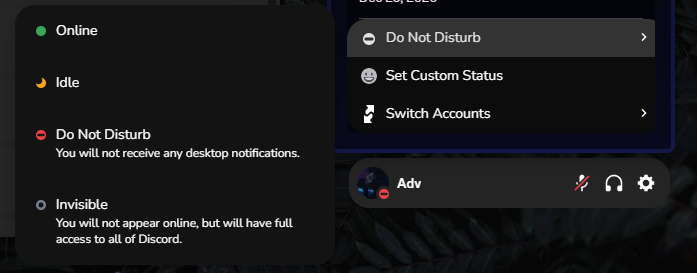 Online
Idle
Do Not Disturb
You will not receive any desktop notifications.
Invisible
You will not appear online, but will have full
access to all of Discord.
Do Not Disturb
Set Custom Status
Switch Accounts
Adv